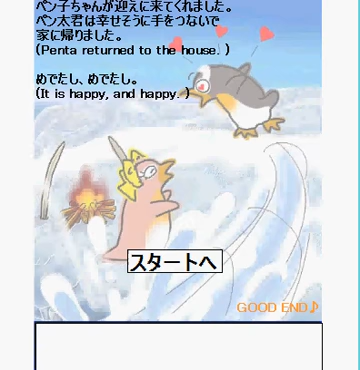 パン子ちゃんが迎えに来てくれました。
パン太君は幸せそうに手をつないで
家に帰りました。
(Penta returned to the house. )
めでたし、めでたし。
(It is happy, and happy. )
スタートへ
GOOD END♪